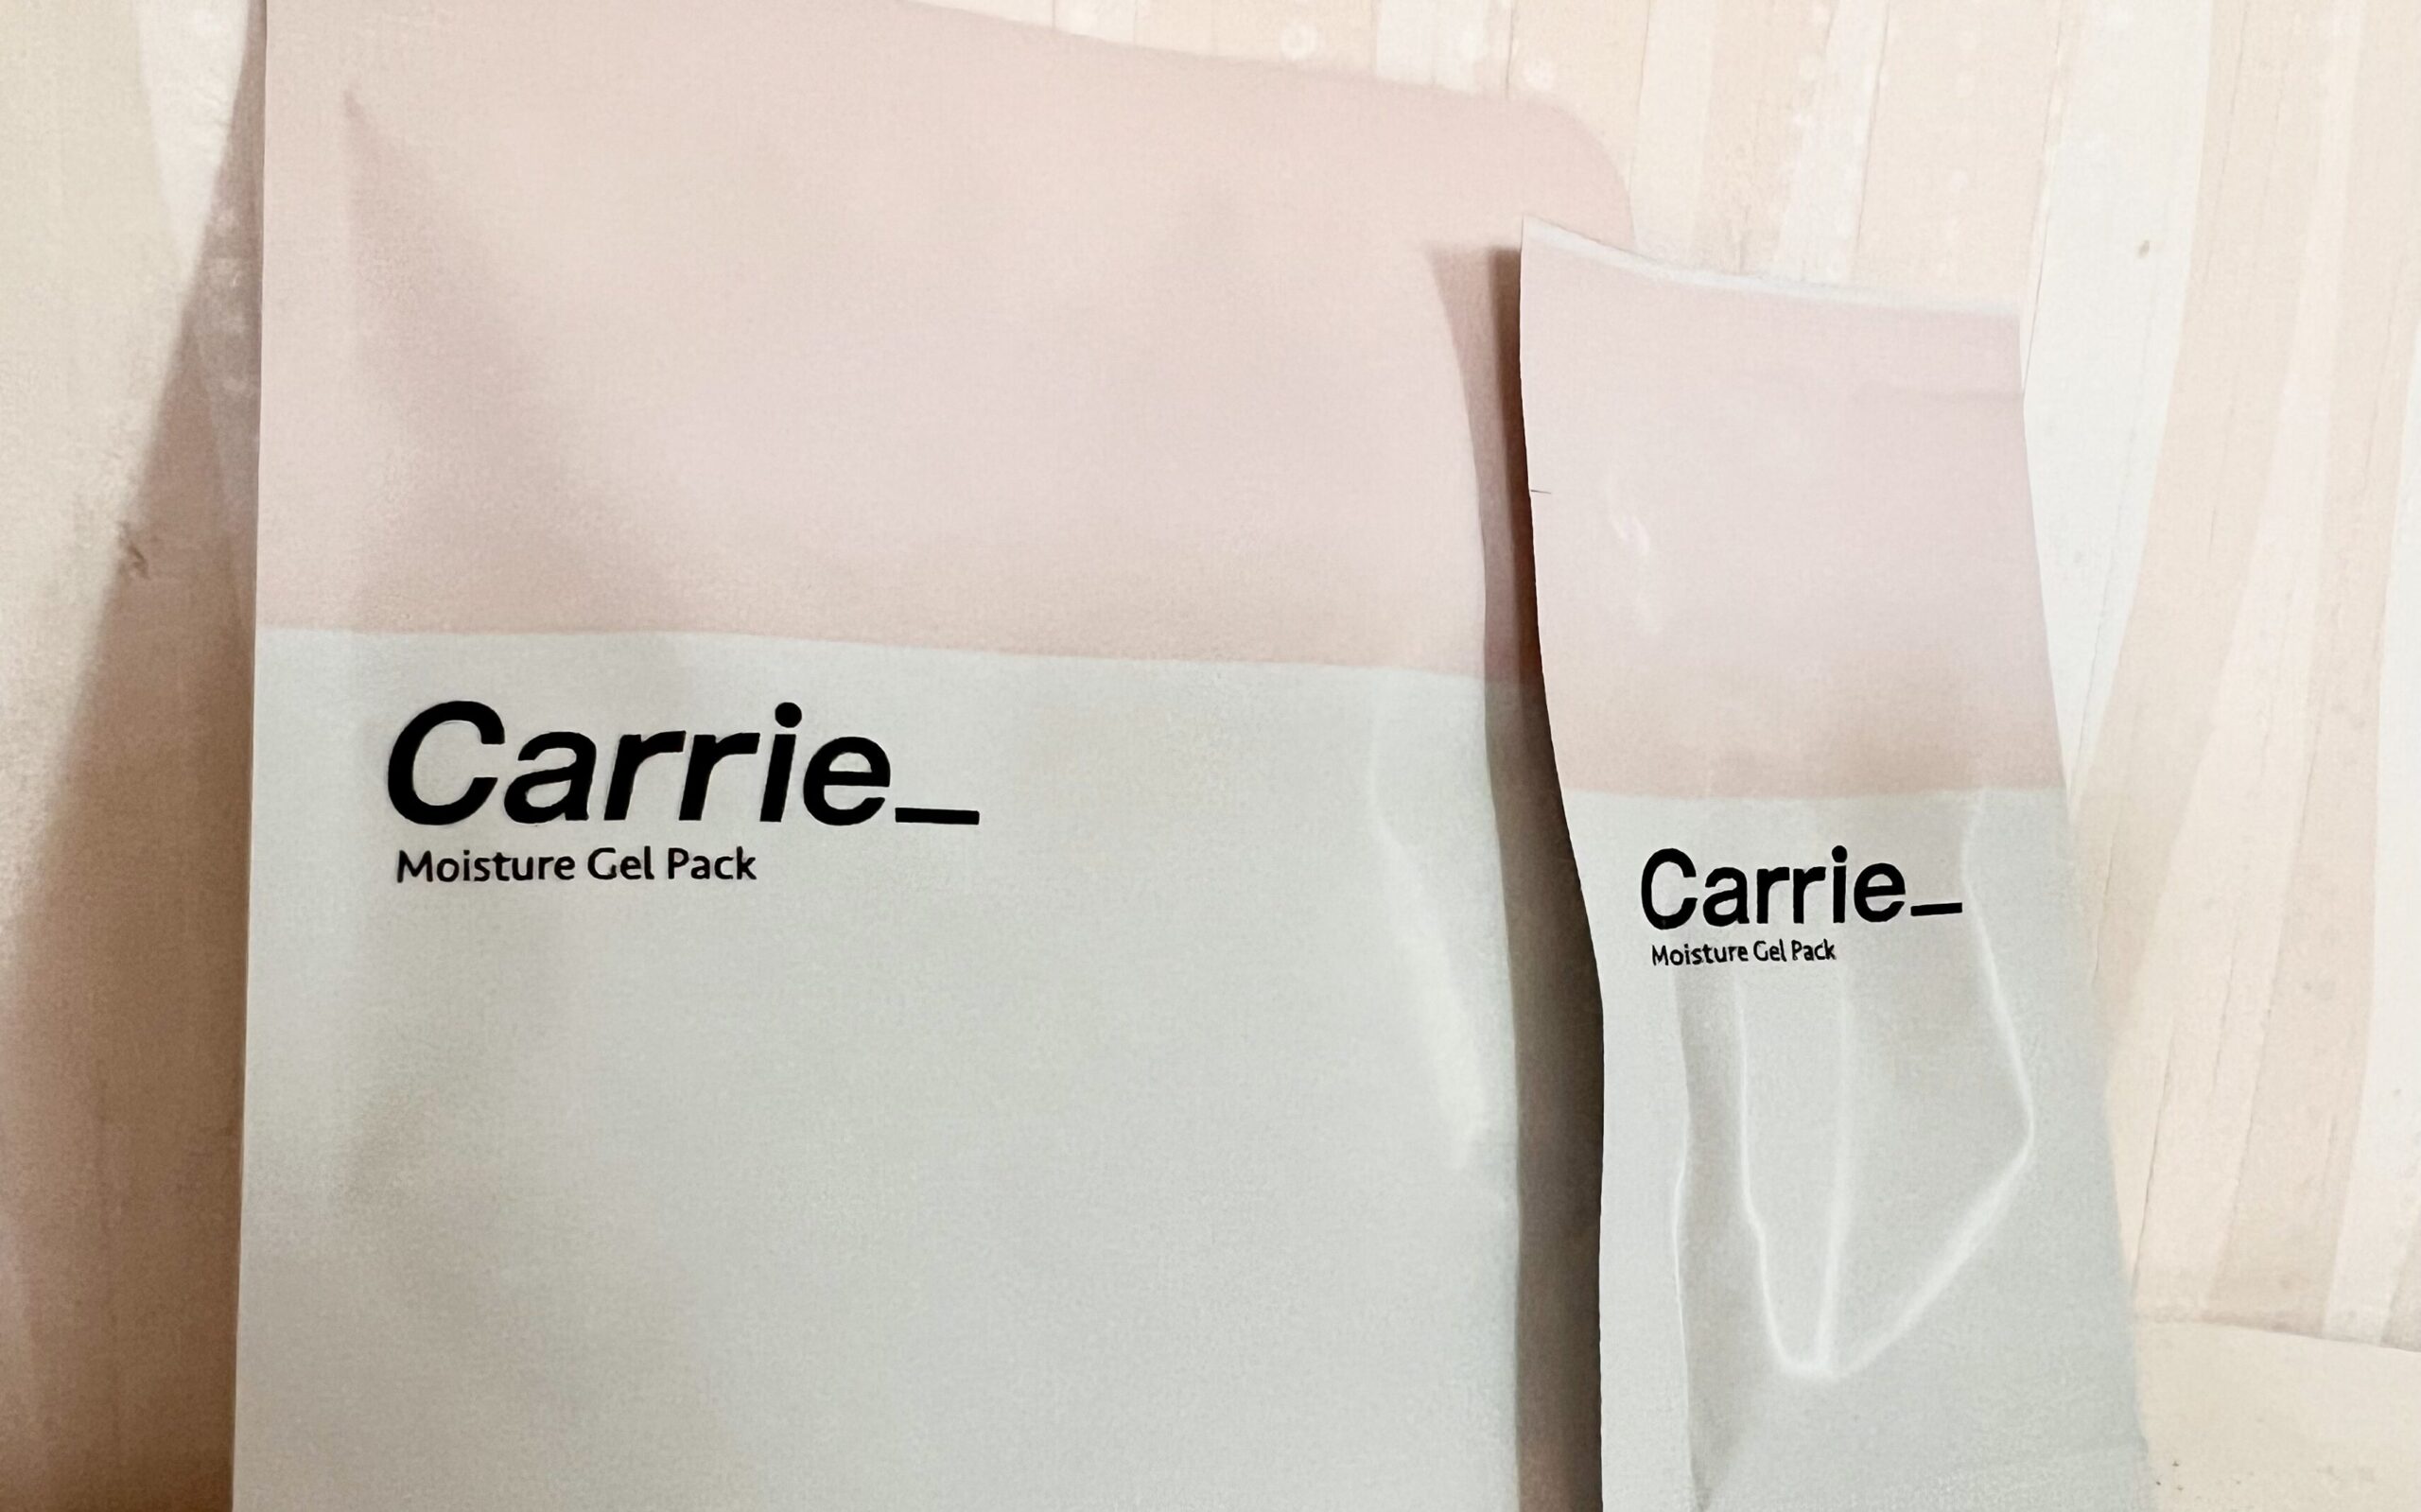 Carrie_
Moisture Gel Pack
Carrie_
Moisture Gel Pack